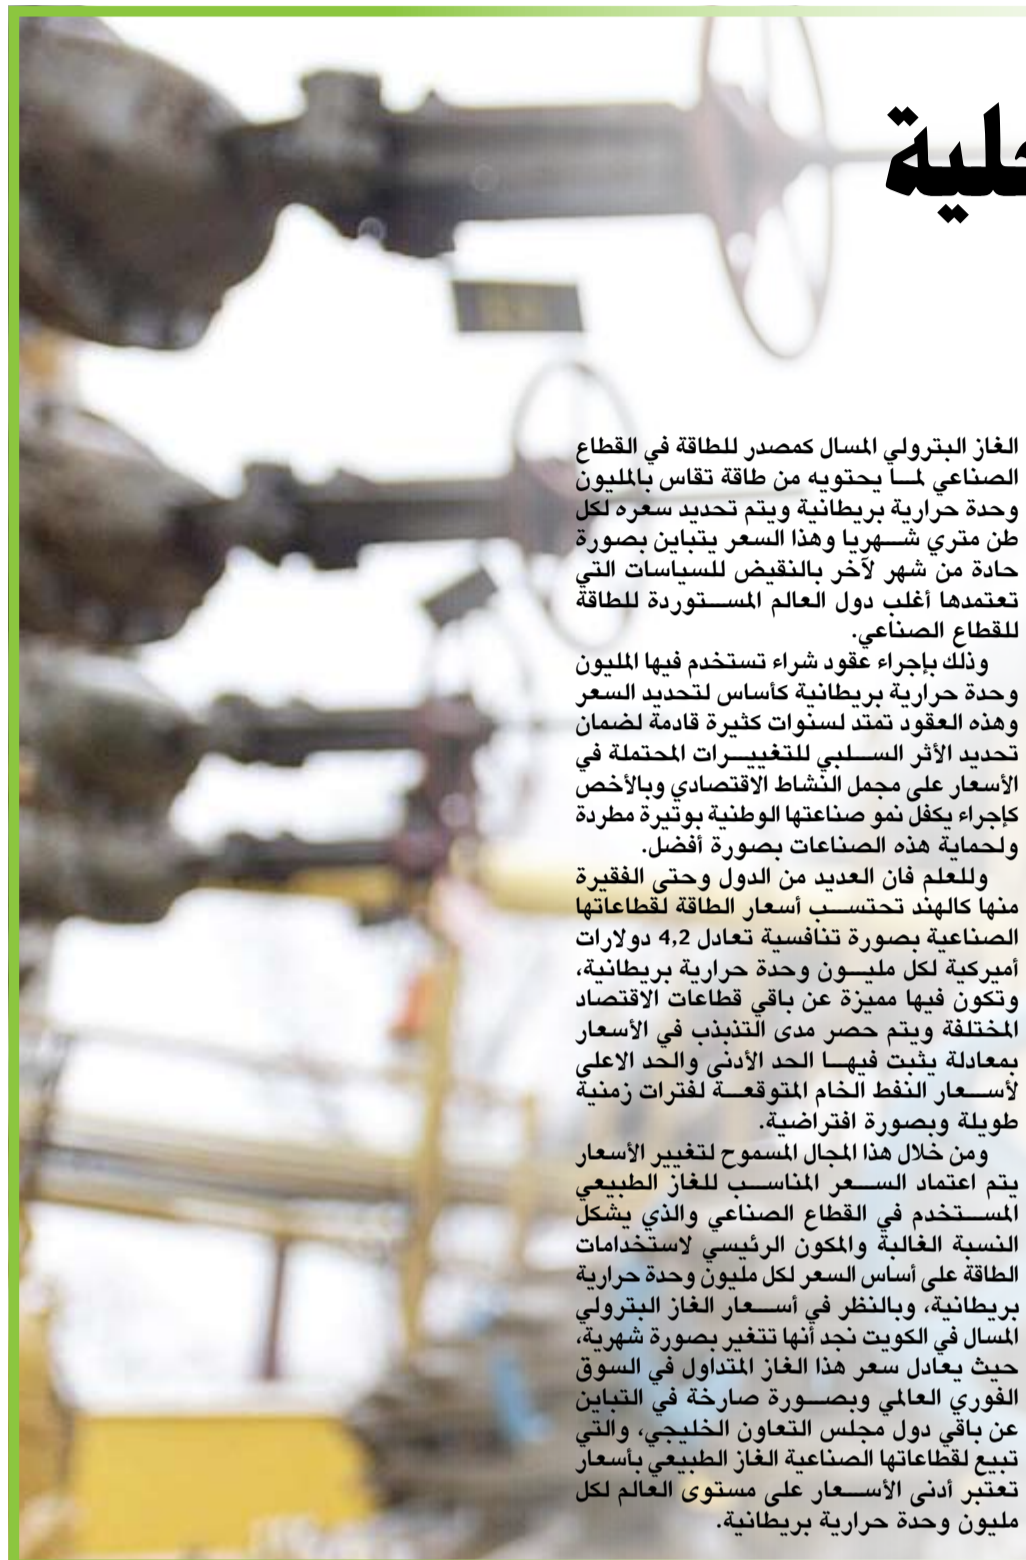 الغاز البترولي المسال كمصدر للطاقة في القطاع
الصناعي لما يحتويه من طاقة تقاس بالمليون
وحدة حرارية بريطانية ويتم تحديد سعره لكل
طن متري شهريا وهذا السعر يتباين بصورة
حادة من شهر لآخر بالنقيض للسياسات التي
تعتمدها أغلب دول العالم المستوردة للطاقة
للقطاع الصناعي.
وذلك بإجراء عقود شراء تستخدم فيها المليون
وحدة حرارية بريطانية كأساس لتحديد السعر
وهذه العقود تمتد لسنوات كثيرة قادمة لضمان
تحديد الأثر السلبي للتغييرات المحتملة في
الأسعار على مجمل النشاط الاقتصادي وبالأخص
كإجراء يكفل نمو صناعتها الوطنية بوتيرة مطردة
ولحماية هذه الصناعات بصورة أفضل.
وللعلم فان العديد من الدول وحتى الفقيرة
منها كالهند تحتسب أسعار الطاقة لقطاعاتها
الصناعية بصورة تنافسية تعادل 4,2 دولارات
أميركية لكل مليون وحدة حرارية بريطانية،
وتكون فيها مميزة عن باقي قطاعات الاقتصاد
المختلفة ويتم حصر مدى التذبذب في الأسعار
بمعادلة يثبت فيها الحد الأدنى والحد الاعلى
لأسعار النفط الخام المتوقعة لفترات زمنية
طويلة وبصورة افتراضية.
ومن خلال هذا المجال المسموح لتغيير الأسعار
يتم اعتماد السعر المناسب للغاز الطبيعي
المستخدم في القطاع الصناعي والذي يشكل
النسبة الغالبة والمكون الرئيسي لاستخدامات
الطاقة على أساس السعر لكل مليون وحدة حرارية
بريطانية، وبالنظر في أسعار الغاز البترولي
المسال في الكويت نجد أنها تتغير بصورة شهرية،
حيث يعادل سعر هذا الغاز المتداول في السوق
الفوري العالمي وبصورة صارخة في التباين
عن باقي دول مجلس التعاون الخليجي، والتي
تبيع لقطاعاتها الصناعية الغاز الطبيعي بأسعار
تعتبر أدنى الأسعار على مستوى العالم لكل
مليون وحدة حرارية بريطانية.